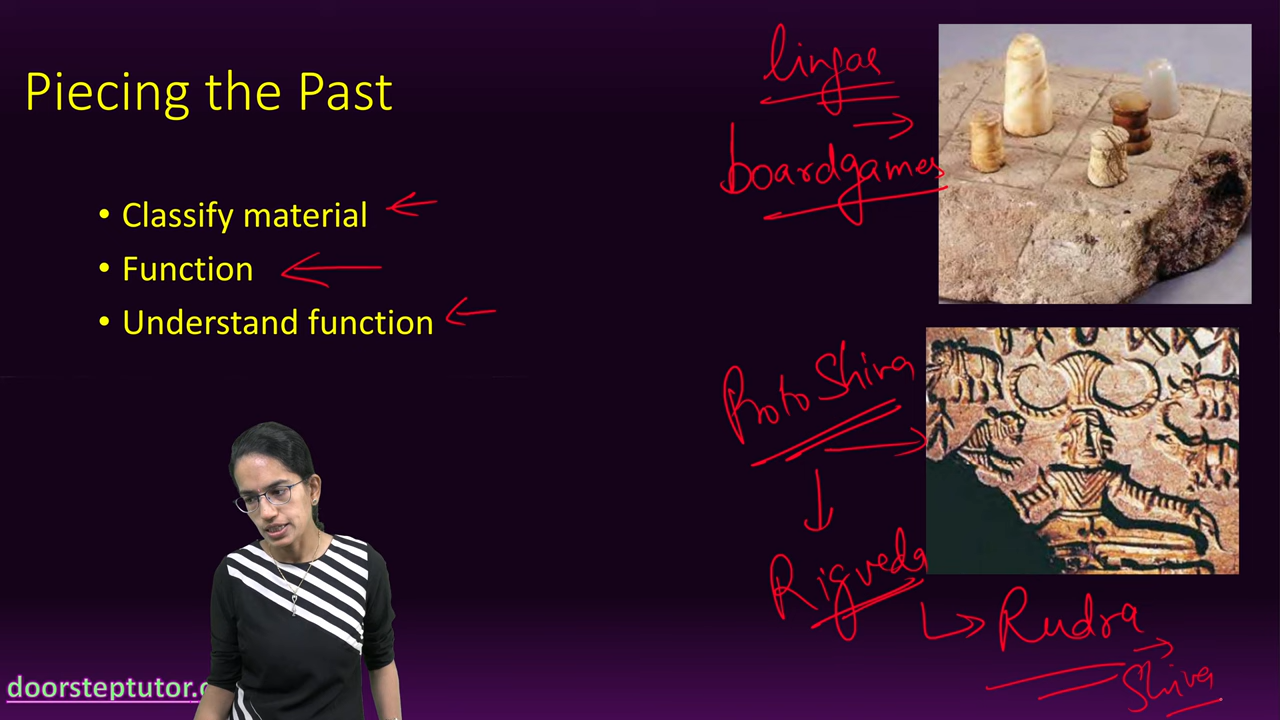 Piecing the Past
• Classify material
• Function
• Understand function
lingas
boardgames
Proto Shiva
Rigveda
Rudra
Shiva
doorsteptutor.c